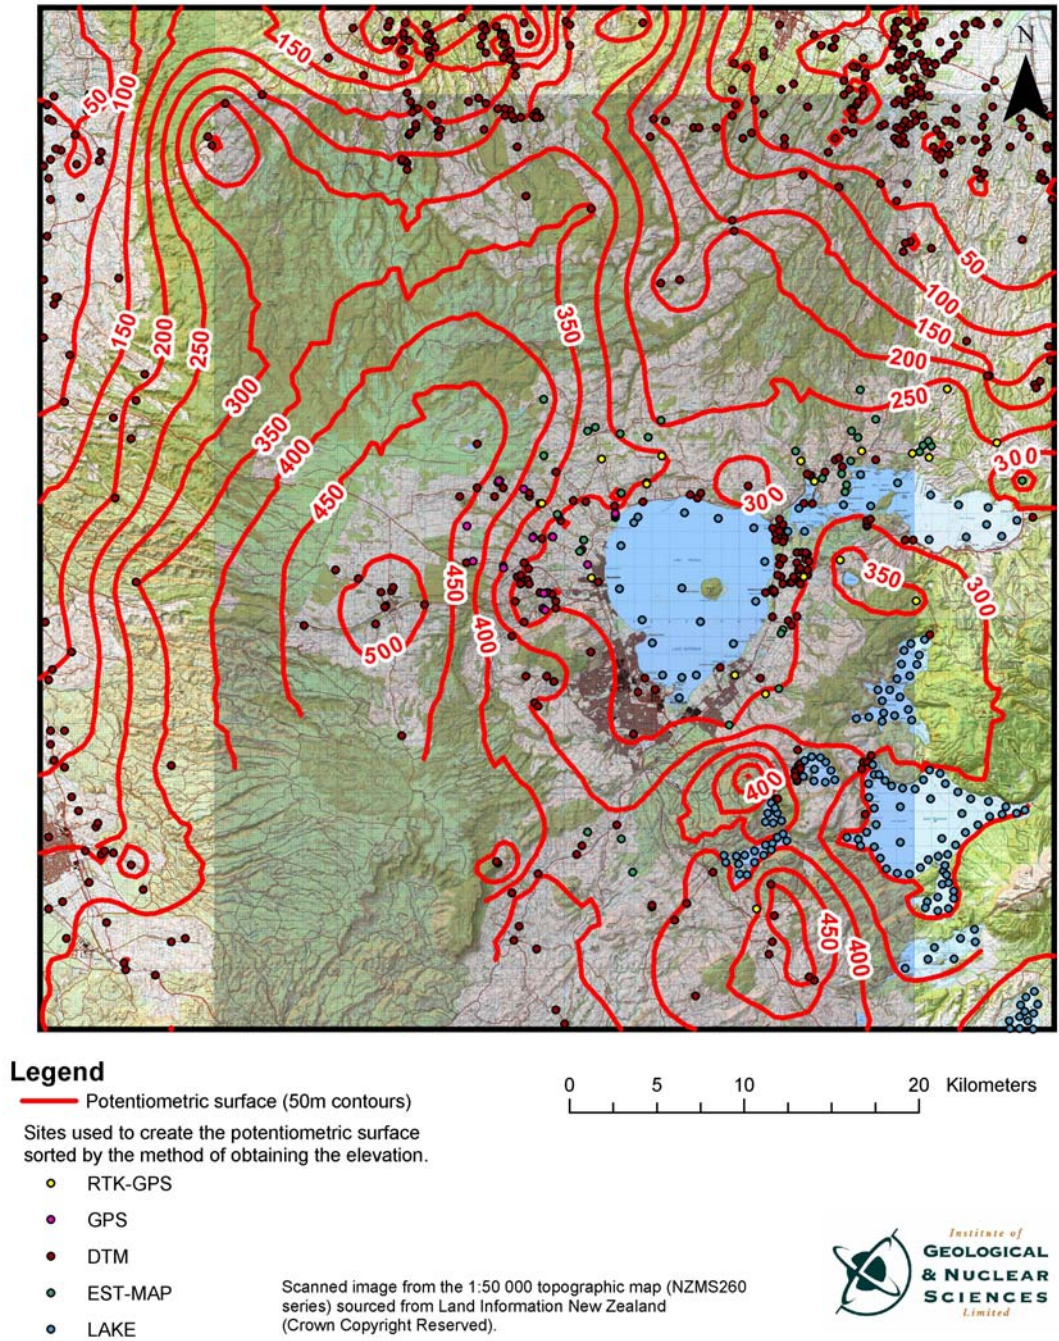 N
150
50
100
50
100
150
200
250
350
150
200
250
300
350
400
450
300
300
350
300
450
400
500
400
450
400
Legend
Potentiometric surface (50m contours)
0 5 10 20 Kilometers
Sites used to create the potentiometric surface
sorted by the method of obtaining the elevation.
RTK-GPS
GPS
DTM
EST-MAP
LAKE
Scanned image from the 1:50 000 topographic map (NZMS260
series) sourced from Land Information New Zealand
(Crown Copyright Reserved).
Institute of
GEOLOGICAL
& NUCLEAR
SCIENCES
Limited